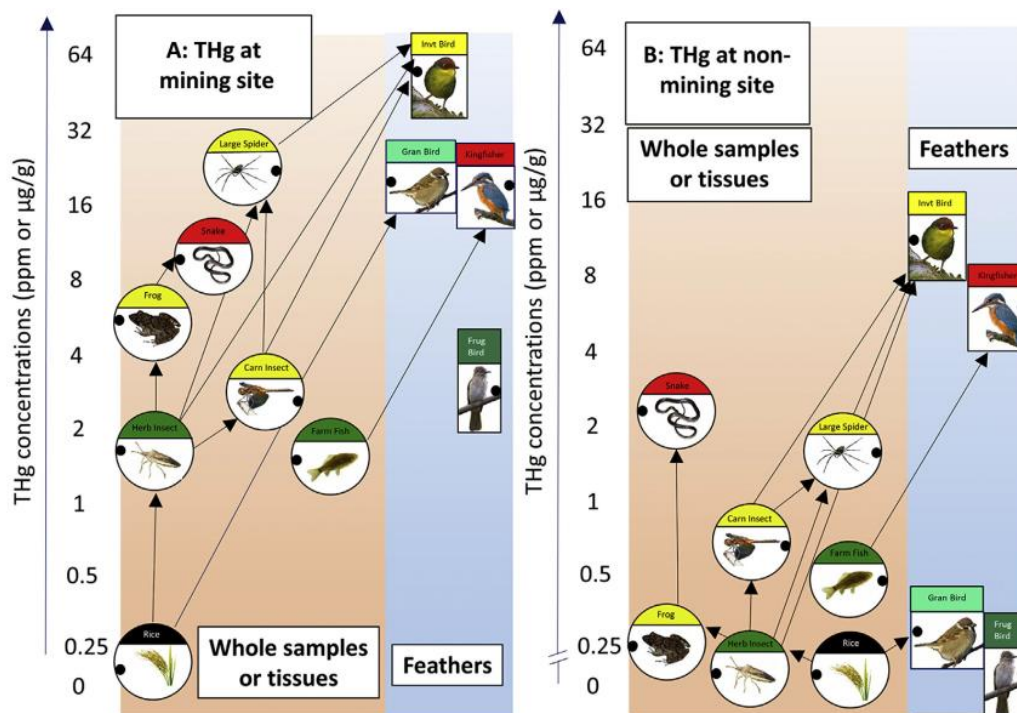 THg concentrations (ppm or µg/g)
64
32
16
8
4
2
1
0.5
0.25
0
A: THg at
mining site
Invt Bird
Large Spider
Gran Bird
Kingfisher
Snake
Frog
Frug
Bird
Carn Insect
Herb Insect
Farm Fish
Rice
Whole samples
or tissues
Feathers
THg concentrations (ppm or µg/g)
64
32
16
8
4
2
1
0.5
0.25
0
B: THg at non-
mining site
Whole samples
or tissues
Feathers
Invt Bird
Kingfisher
Snake
Large Spider
Carn Insect
Farm Fish
Gran Bird
Frog
Herb Insect
Rice
Frug
Bird